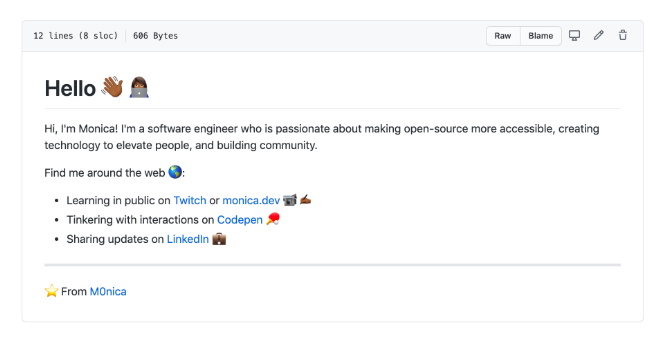 12 lines (8 sloc) 606 Bytes Raw Blame
Hello 👋🏾 👩🏾‍💻
Hi, I'm Monica! I'm a software engineer who is passionate about making open-source more accessible, creating
technology to elevate people, and building community.
Find me around the web 🌎:
• Learning in public on Twitch or monica.dev 📹 ✍🏾
• Tinkering with interactions on Codepen 🏓
• Sharing updates on LinkedIn 💼
⭐ From M0nica